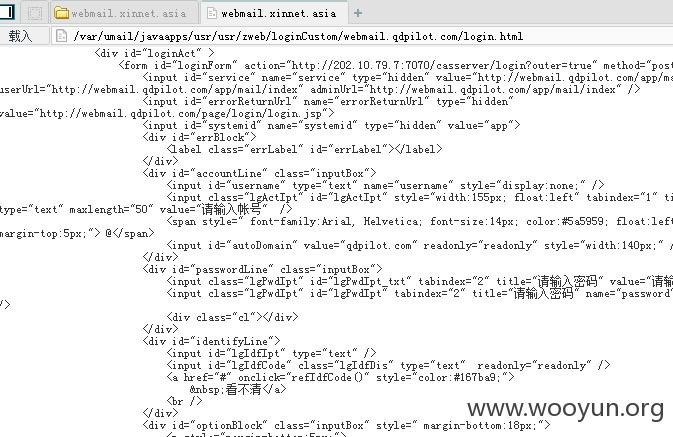 webmail.xinnet.asia
webmail.xinnet.asia
+
载入
/var/umail/javaapps/usr/usr/zweb/loginCustom/webmail.qdpilot.com/login.html
<div id="loginAct" >
<form id="loginForm" action="http://202.10.79.7:7070/casserver/login?outer=true" method="post
<input id="service" name="service" type="hidden" value="http://webmail.qdpilot.com/app/ma
userUrl="http://webmail.qdpilot.com/app/mail/index" adminUrl="http://webmail.qdpilot.com/app/mail/index" />
<input id="errorReturnUrl" name="errorReturnUrl" type="hidden"
value="http://webmail.qdpilot.com/page/login/login.jsp">
<input id="systemid" name="systemid" type="hidden" value="app">
<div id="errBlock">
<label class="errLabel" id="errLabel"></label>
</div>
<div id="accountLine" class="inputBox">
<input id="username" type="text" name="username" style="display:none;" />
<input class="lgActIpt" id="lgActIpt" style="width:155px; float:left" tabindex="1" ti
type="text" maxlength="50" value="请输入帐号" />
<span style=" font-family:Arial, Helvetica; font-size:14px; color:#5a5959; float:left
margin-top:5px;"> @</span>
<input id="autoDomain" value="qdpilot.com" readonly="readonly" style="width:140px;" /
</div>
<div id="passwordLine" class="inputBox">
<input class="lgPwdIpt" id="lgPwdIpt_txt" tabindex="2" title="请输入密码" value="请输
<input class="lgPwdIpt" id="lgPwdIpt" tabindex="2" title="请输入密码" name="password"
/>
<div class="cl"></div>
</div>
<div id="identifyLine">
<input id="lgIdfIpt" type="text" />
<input id="lgIdfCode" class="lgIdfDis" type="text" readonly="readonly" />
<a href="#" onclick="refIdfCode()" style="color:#167ba9;">
&nbsp;看不清</a>
<br />
</div>
<div id="optionBlock" class="inputBox" style=" margin-bottom:18px;">
www.wooyun.org